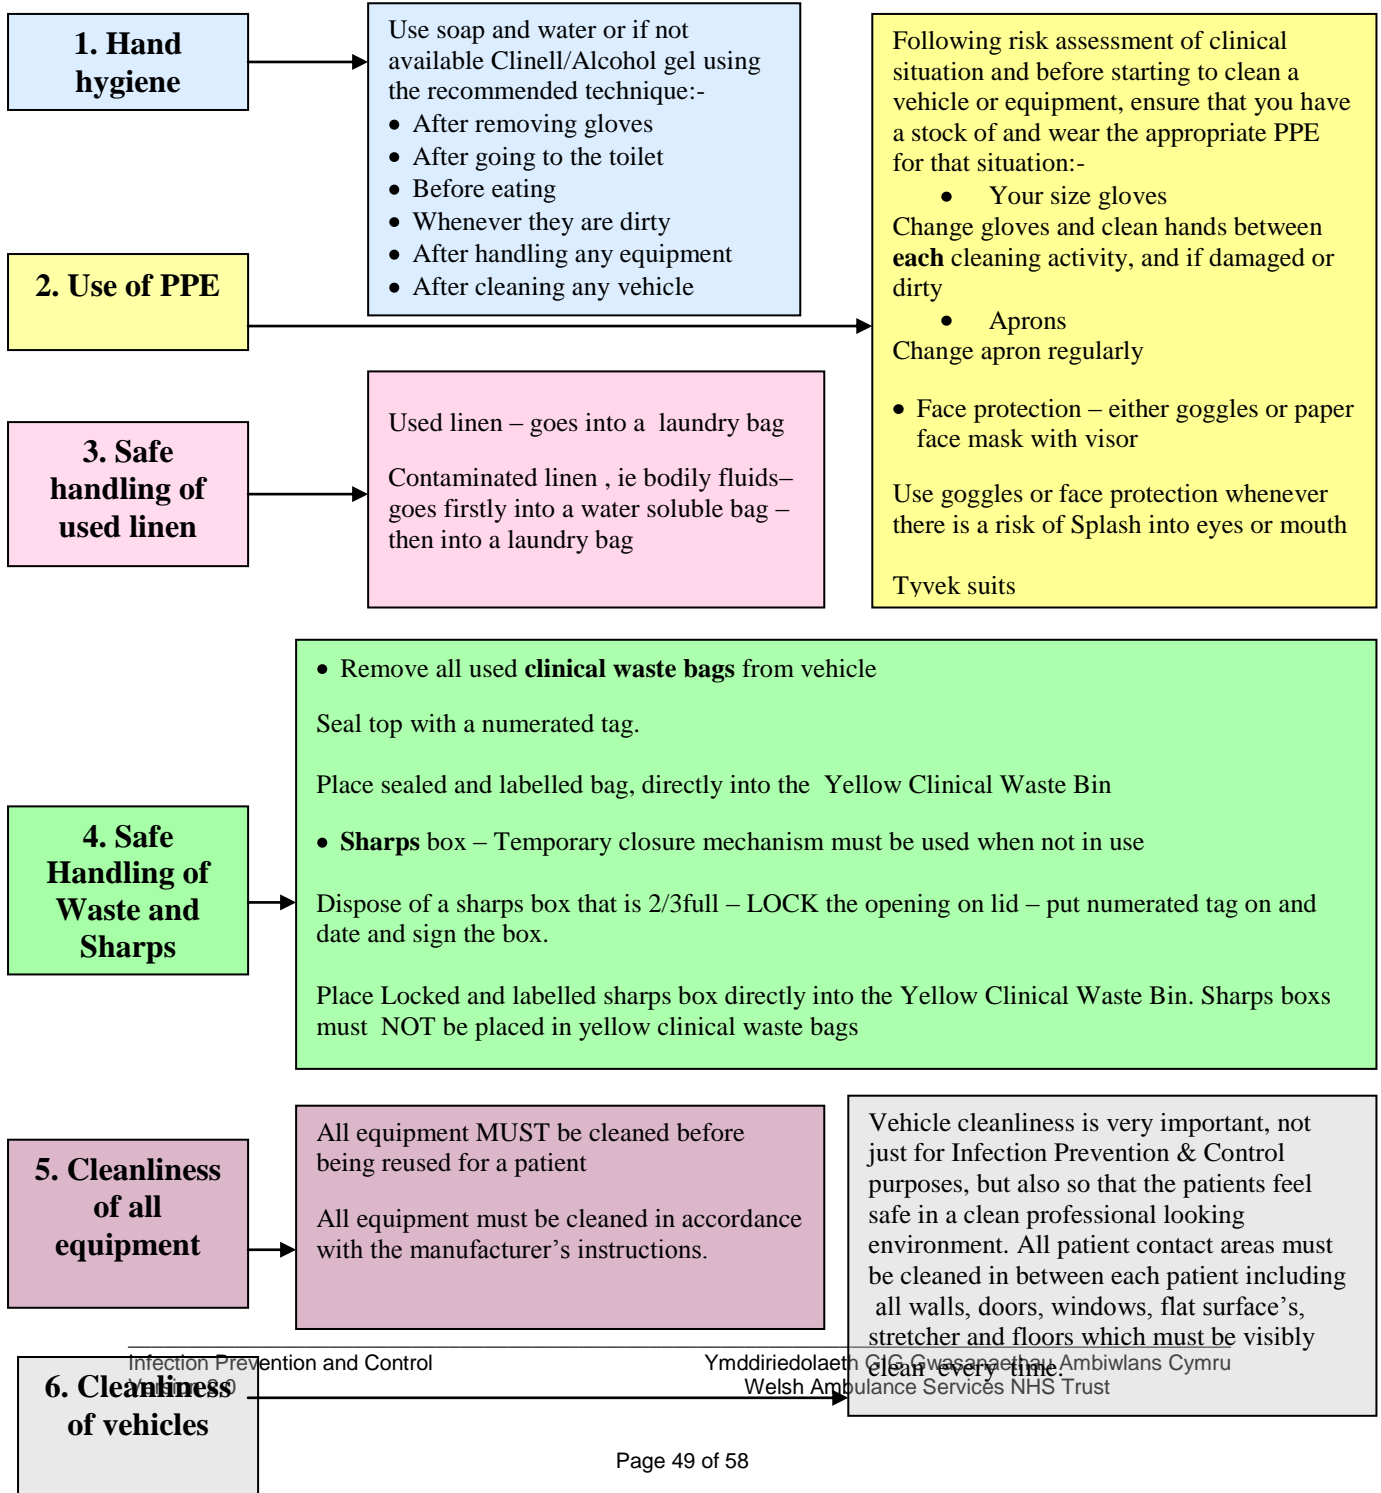 1. Hand
hygiene
Use soap and water or if not
available Clinell/Alcohol gel using
the recommended technique:-
• After removing gloves
• After going to the toilet
• Before eating
• Whenever they are dirty
• After handling any equipment
• After cleaning any vehicle
2. Use of PPE
Following risk assessment of clinical
situation and before starting to clean a
vehicle or equipment, ensure that you have
a stock of and wear the appropriate PPE
for that situation:-
• Your size gloves
Change gloves and clean hands between
each cleaning activity, and if damaged or
dirty
• Aprons
Change apron regularly
• Face protection – either goggles or paper
face mask with visor
Use goggles or face protection whenever
there is a risk of Splash into eyes or mouth
Tyvek suits
3. Safe
handling of
used linen
Used linen – goes into a laundry bag
Contaminated linen , ie bodily fluids–
goes firstly into a water soluble bag –
then into a laundry bag
4. Safe
Handling of
Waste and
Sharps
• Remove all used clinical waste bags from vehicle
Seal top with a numerated tag.
Place sealed and labelled bag, directly into the Yellow Clinical Waste Bin
• Sharps box – Temporary closure mechanism must be used when not in use
Dispose of a sharps box that is 2/3full – LOCK the opening on lid – put numerated tag on and
date and sign the box.
Place Locked and labelled sharps box directly into the Yellow Clinical Waste Bin. Sharps boxs
must NOT be placed in yellow clinical waste bags
5. Cleanliness
of all
equipment
All equipment MUST be cleaned before
being reused for a patient
All equipment must be cleaned in accordance
with the manufacturer's instructions.
6. Cleanliness
of vehicles
Vehicle cleanliness is very important, not
just for Infection Prevention & Control
purposes, but also so that the patients feel
safe in a clean professional looking
environment. All patient contact areas must
be cleaned in between each patient including
all walls, doors, windows, flat surface's,
stretcher and floors which must be visibly
clean every time.
Infection Prevention and Control
Version 3.0
Ymddiriedolaeth GIG Gwasanaethau Ambiwlans Cymru
Welsh Ambulance Services NHS Trust
Page 49 of 58